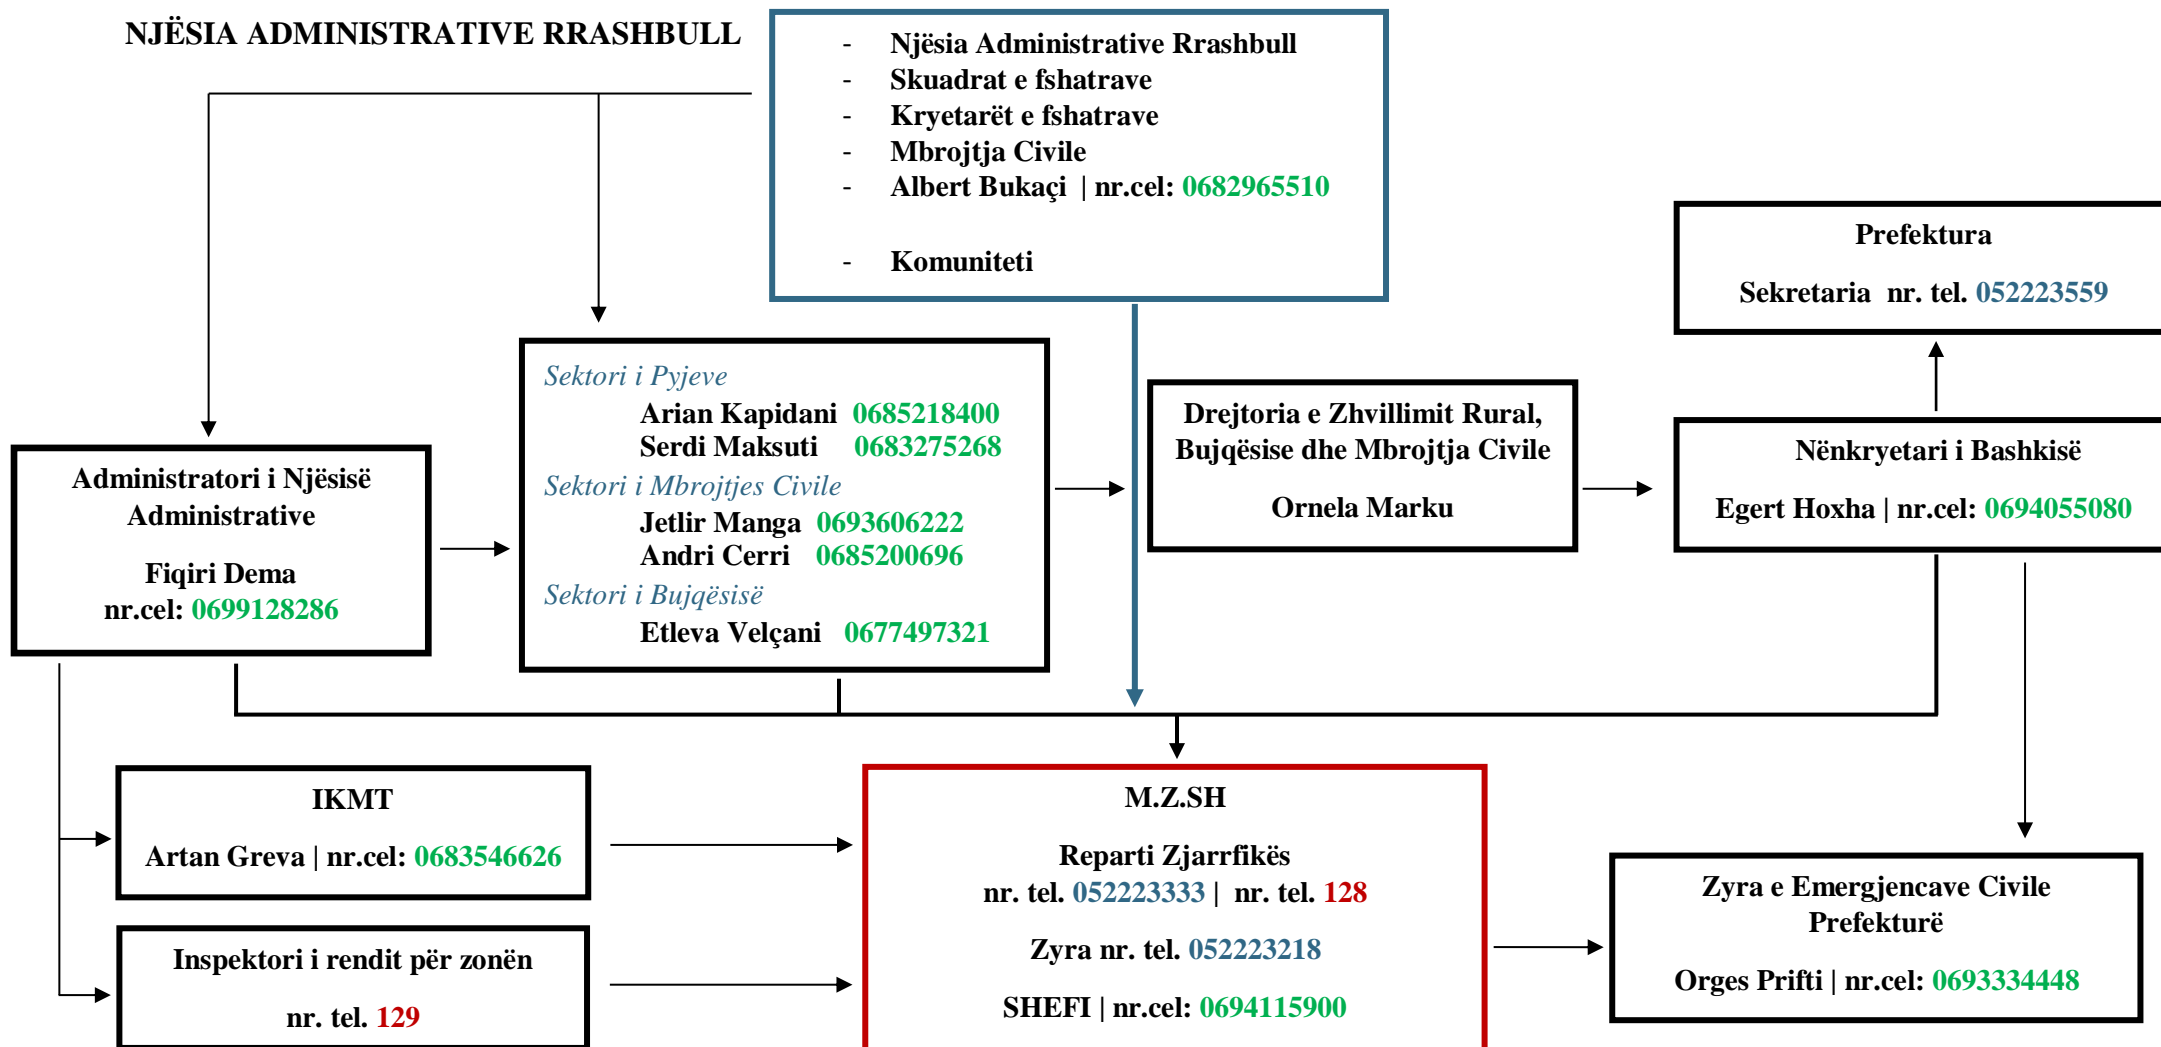 NJËSIA ADMINISTRATIVE RRASHBULL
- Njësia Administrative Rrashbull
- Skuadrat e fshatrave
- Kryetarët e fshatrave
- Mbrojtja Civile
- Albert Bukaçi | nr.cel: 0682965510
- Komuniteti
Prefektura
Sekretaria nr. tel. 052223559
Sektori i Pyjeve
Arian Kapidani 0685218400
Serdi Maksuti 0683275268
Sektori i Mbrojtjes Civile
Jetlir Manga 0693606222
Andri Cerri 0685200696
Sektori i Bujqësisë
Etleva Velçani 0677497321
Drejtoria e Zhvillimit Rural,
Bujqësise dhe Mbrojtja Civile
Ornela Marku
Nënkryetari i Bashkisë
Egert Hoxha | nr.cel: 0694055080
Administratori i Njësisë
Administrative
Fiqiri Dema
nr.cel: 0699128286
IKMT
Artan Greva | nr.cel: 0683546626
Inspektori i rendit për zonën
nr. tel. 129
M.Z.SH
Reparti Zjarrfikës
nr. tel. 052223333 | nr. tel. 128
Zyra nr. tel. 052223218
SHEFI | nr.cel: 0694115900
Zyra e Emergjencave Civile
Prefekturë
Orges Prifti | nr.cel: 0693334448